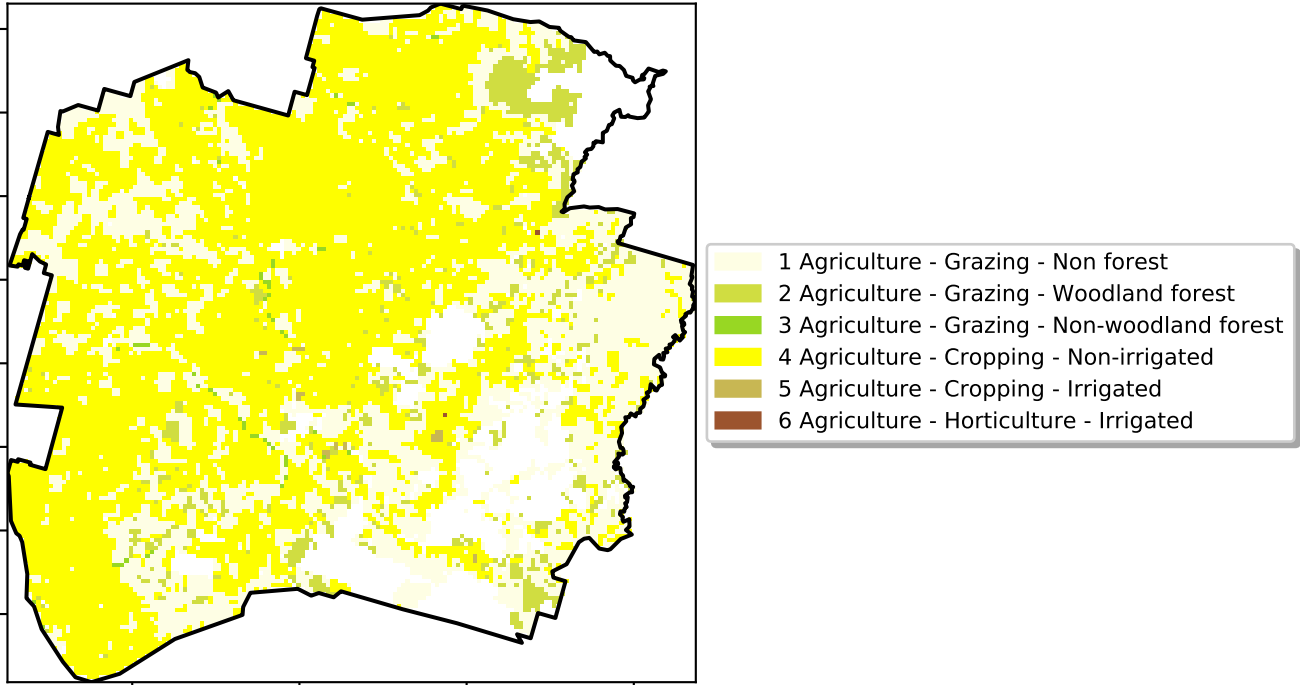 1 Agriculture - Grazing - Non forest
2 Agriculture - Grazing - Woodland forest
3 Agriculture - Grazing - Non-woodland forest
4 Agriculture - Cropping - Non-irrigated
5 Agriculture - Cropping - Irrigated
6 Agriculture - Horticulture - Irrigated